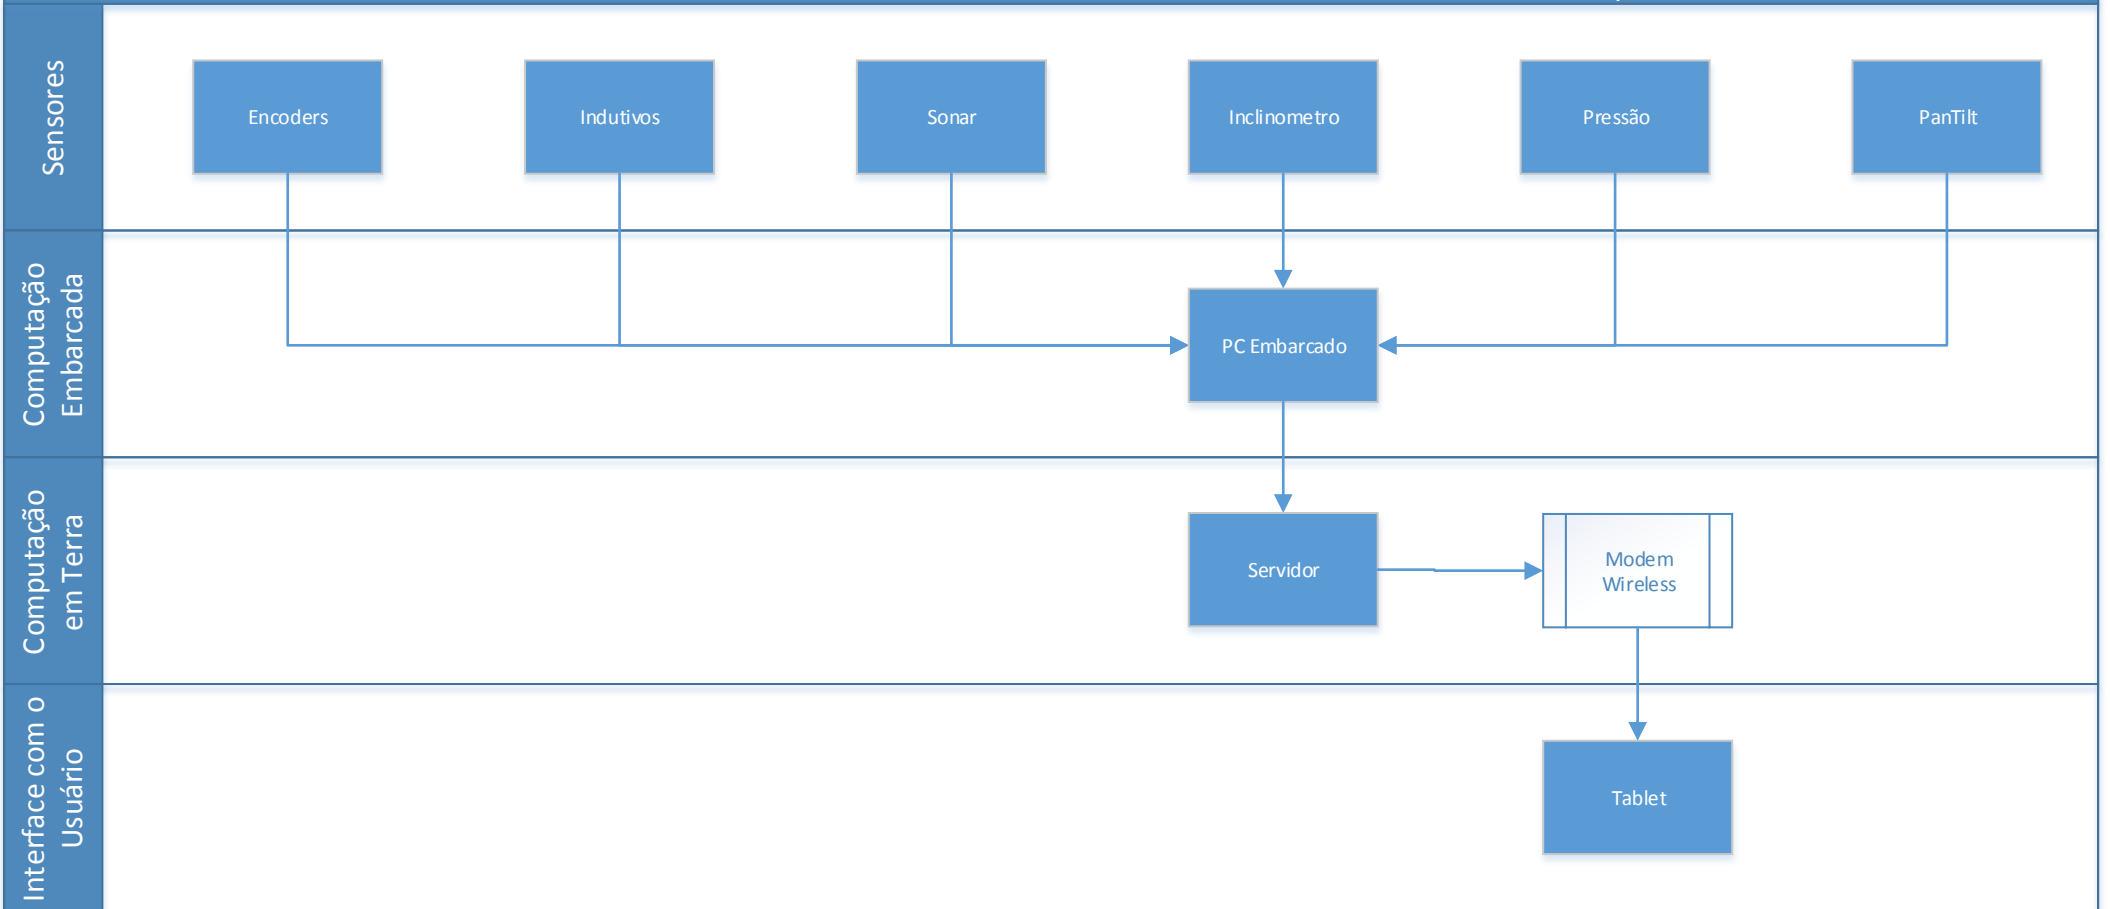 Sensores
Encoders
Indutivos
Sonar
Inclinometro
Pressão
PanTilt
Computação
Embarcada
PC Embarcado
Computação
em Terra
Servidor
Modem
Wireless
Interface com o
Usuário
Tablet